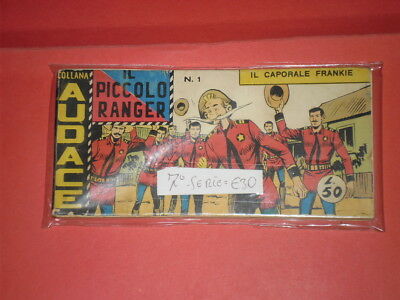 COLLANA
AUDACE
IL
PICCOLO
RANGER
N. 1
IL CAPORALE FRANKIE
7° SERIE = €30
L.
50